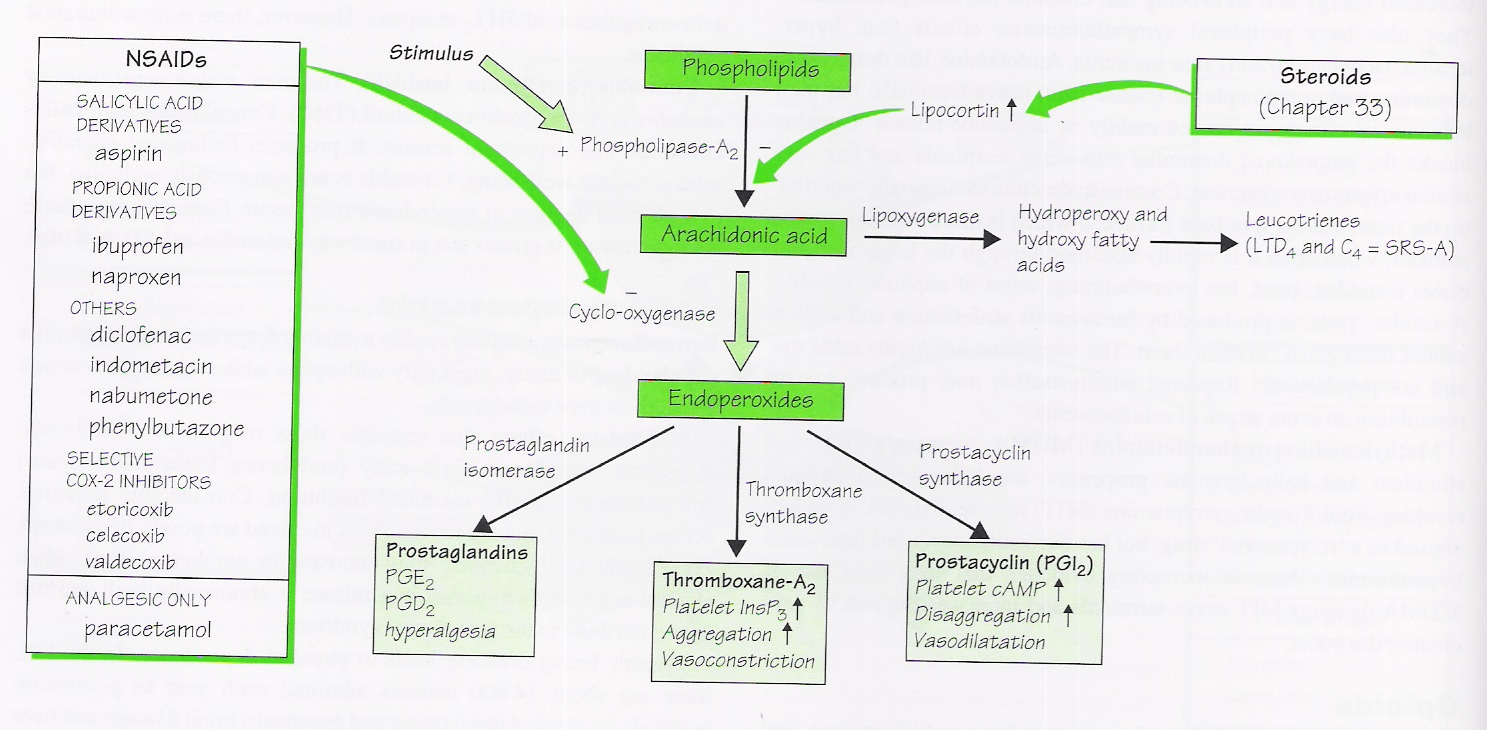 NSAIDs
SALICYLIC ACID
DERIVATIVES
aspirin
PROPIONIC ACID
DERIVATIVES
ibuprofen
naproxen
OTHERS
diclofenac
indometacin
nabumetone
phenylbutazone
SELECTIVE
COX-2 INHIBITORS
etoricoxib
celecoxib
valdecoxib
ANALGESIC ONLY
paracetamol
Stimulus
Phospholipids
Steroids
(Chapter 33)
Lipocortin ↑
+ Phospholipase-A₂ –
Arachidonic acid
Lipoxygenase
Hydroperoxy and
hydroxy fatty
acids
Leucotrienes
(LTD₄ and C₄ = SRS-A)
–
Cyclo-oxygenase
Endoperoxides
Prostaglandin
isomerase
Thromboxane
synthase
Prostacyclin
synthase
Prostaglandins
PGE₂
PGD₂
hyperalgesia
Thromboxane-A₂
Platelet InsP₃ ↑
Aggregation ↑
Vasoconstriction
Prostacyclin (PGI₂)
Platelet cAMP ↑
Disaggregation ↑
Vasodilatation